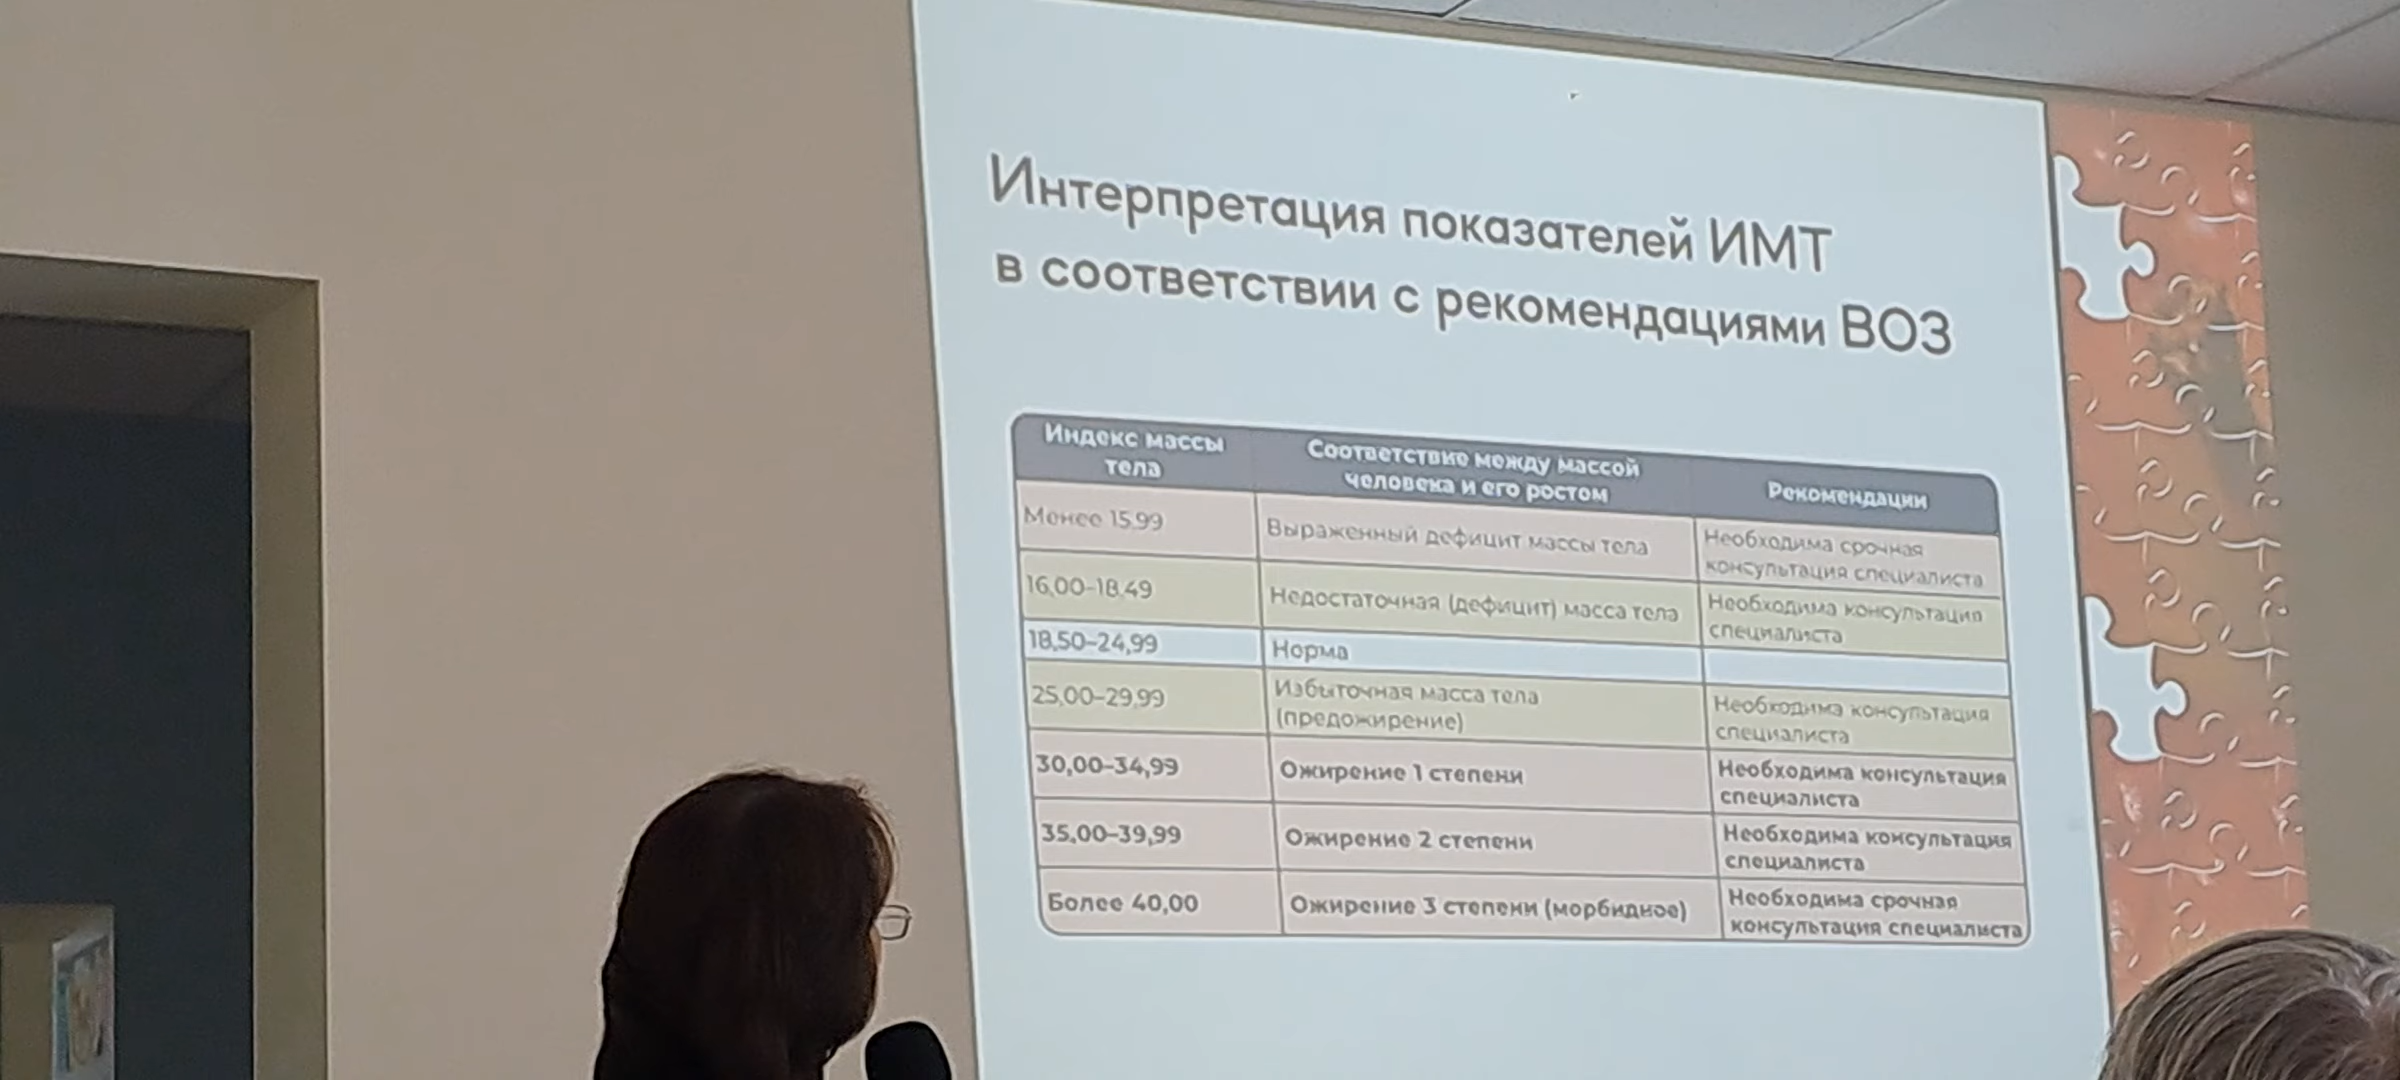 Интерпретация показателей ИМТ
в соответствии с рекомендациями ВОЗ
Индекс массы
тела
Соответствие между массой
человека и его ростом
Рекомендации
Менее 15,99
Выраженный дефицит массы тела
Необходима срочная
консультация специалиста
16,00–18,49
Недостаточная (дефицит) масса тела
Необходима консультация
специалиста
18,50–24,99
Норма
25,00–29,99
Избыточная масса тела
(предожирение)
Необходима консультация
специалиста
30,00–34,99
Ожирение 1 степени
Необходима консультация
специалиста
35,00–39,99
Ожирение 2 степени
Необходима консультация
специалиста
Более 40,00
Ожирение 3 степени (морбидное)
Необходима срочная
консультация специалиста